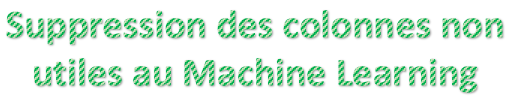 Suppression des colonnes non
utiles au Machine Learning